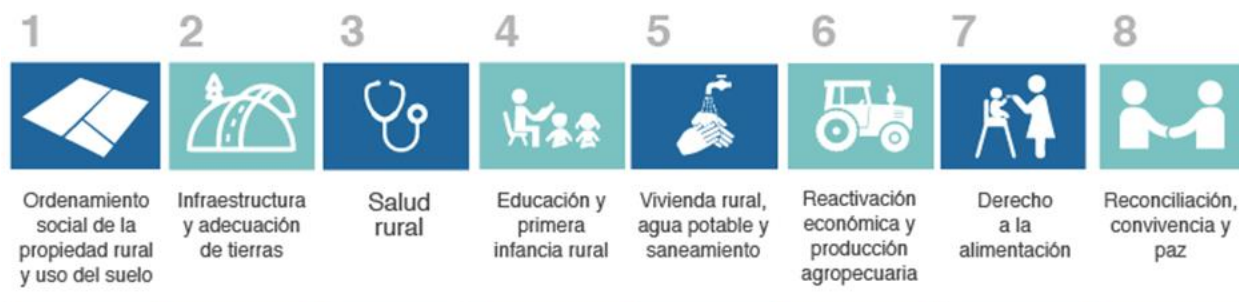 1
Ordenamiento
social de la
propiedad rural
y uso del suelo
2
Infraestructura
y adecuación
de tierras
3
Salud
rural
4
Educación y
primera
infancia rural
5
Vivienda rural,
agua potable y
saneamiento
6
Reactivación
económica y
producción
agropecuaria
7
Derecho
a la
alimentación
8
Reconciliación,
convivencia y
paz